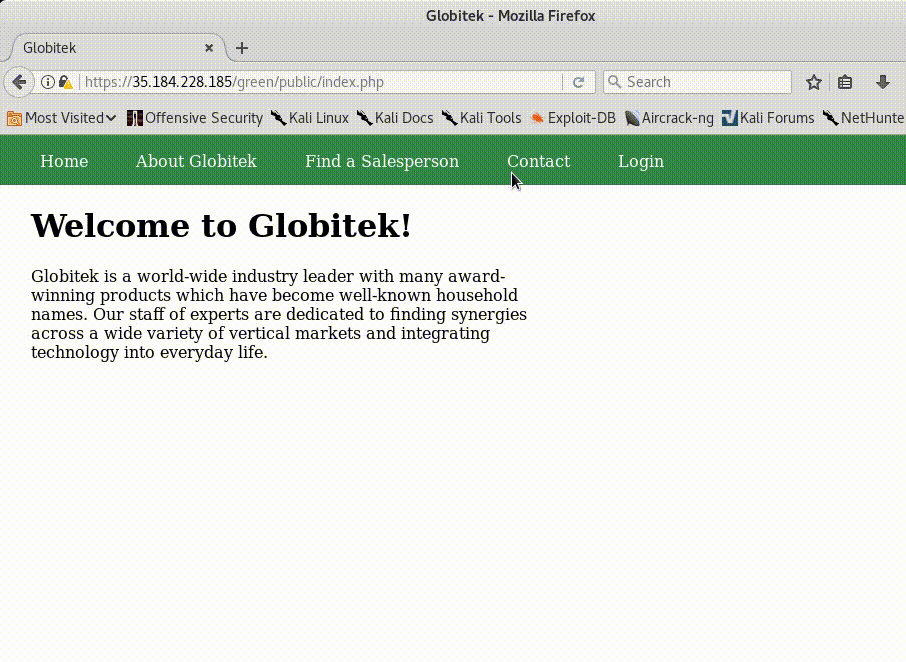 Globitek - Mozilla Firefox
Globitek
https://35.184.228.185/green/public/index.php
Search
Most Visited Offensive Security Kali Linux Kali Docs Kali Tools Exploit-DB Aircrack-ng Kali Forums NetHunte
Home About Globitek Find a Salesperson Contact Login
Welcome to Globitek!
Globitek is a world-wide industry leader with many award-
winning products which have become well-known household
names. Our staff of experts are dedicated to finding synergies
across a wide variety of vertical markets and integrating
technology into everyday life.